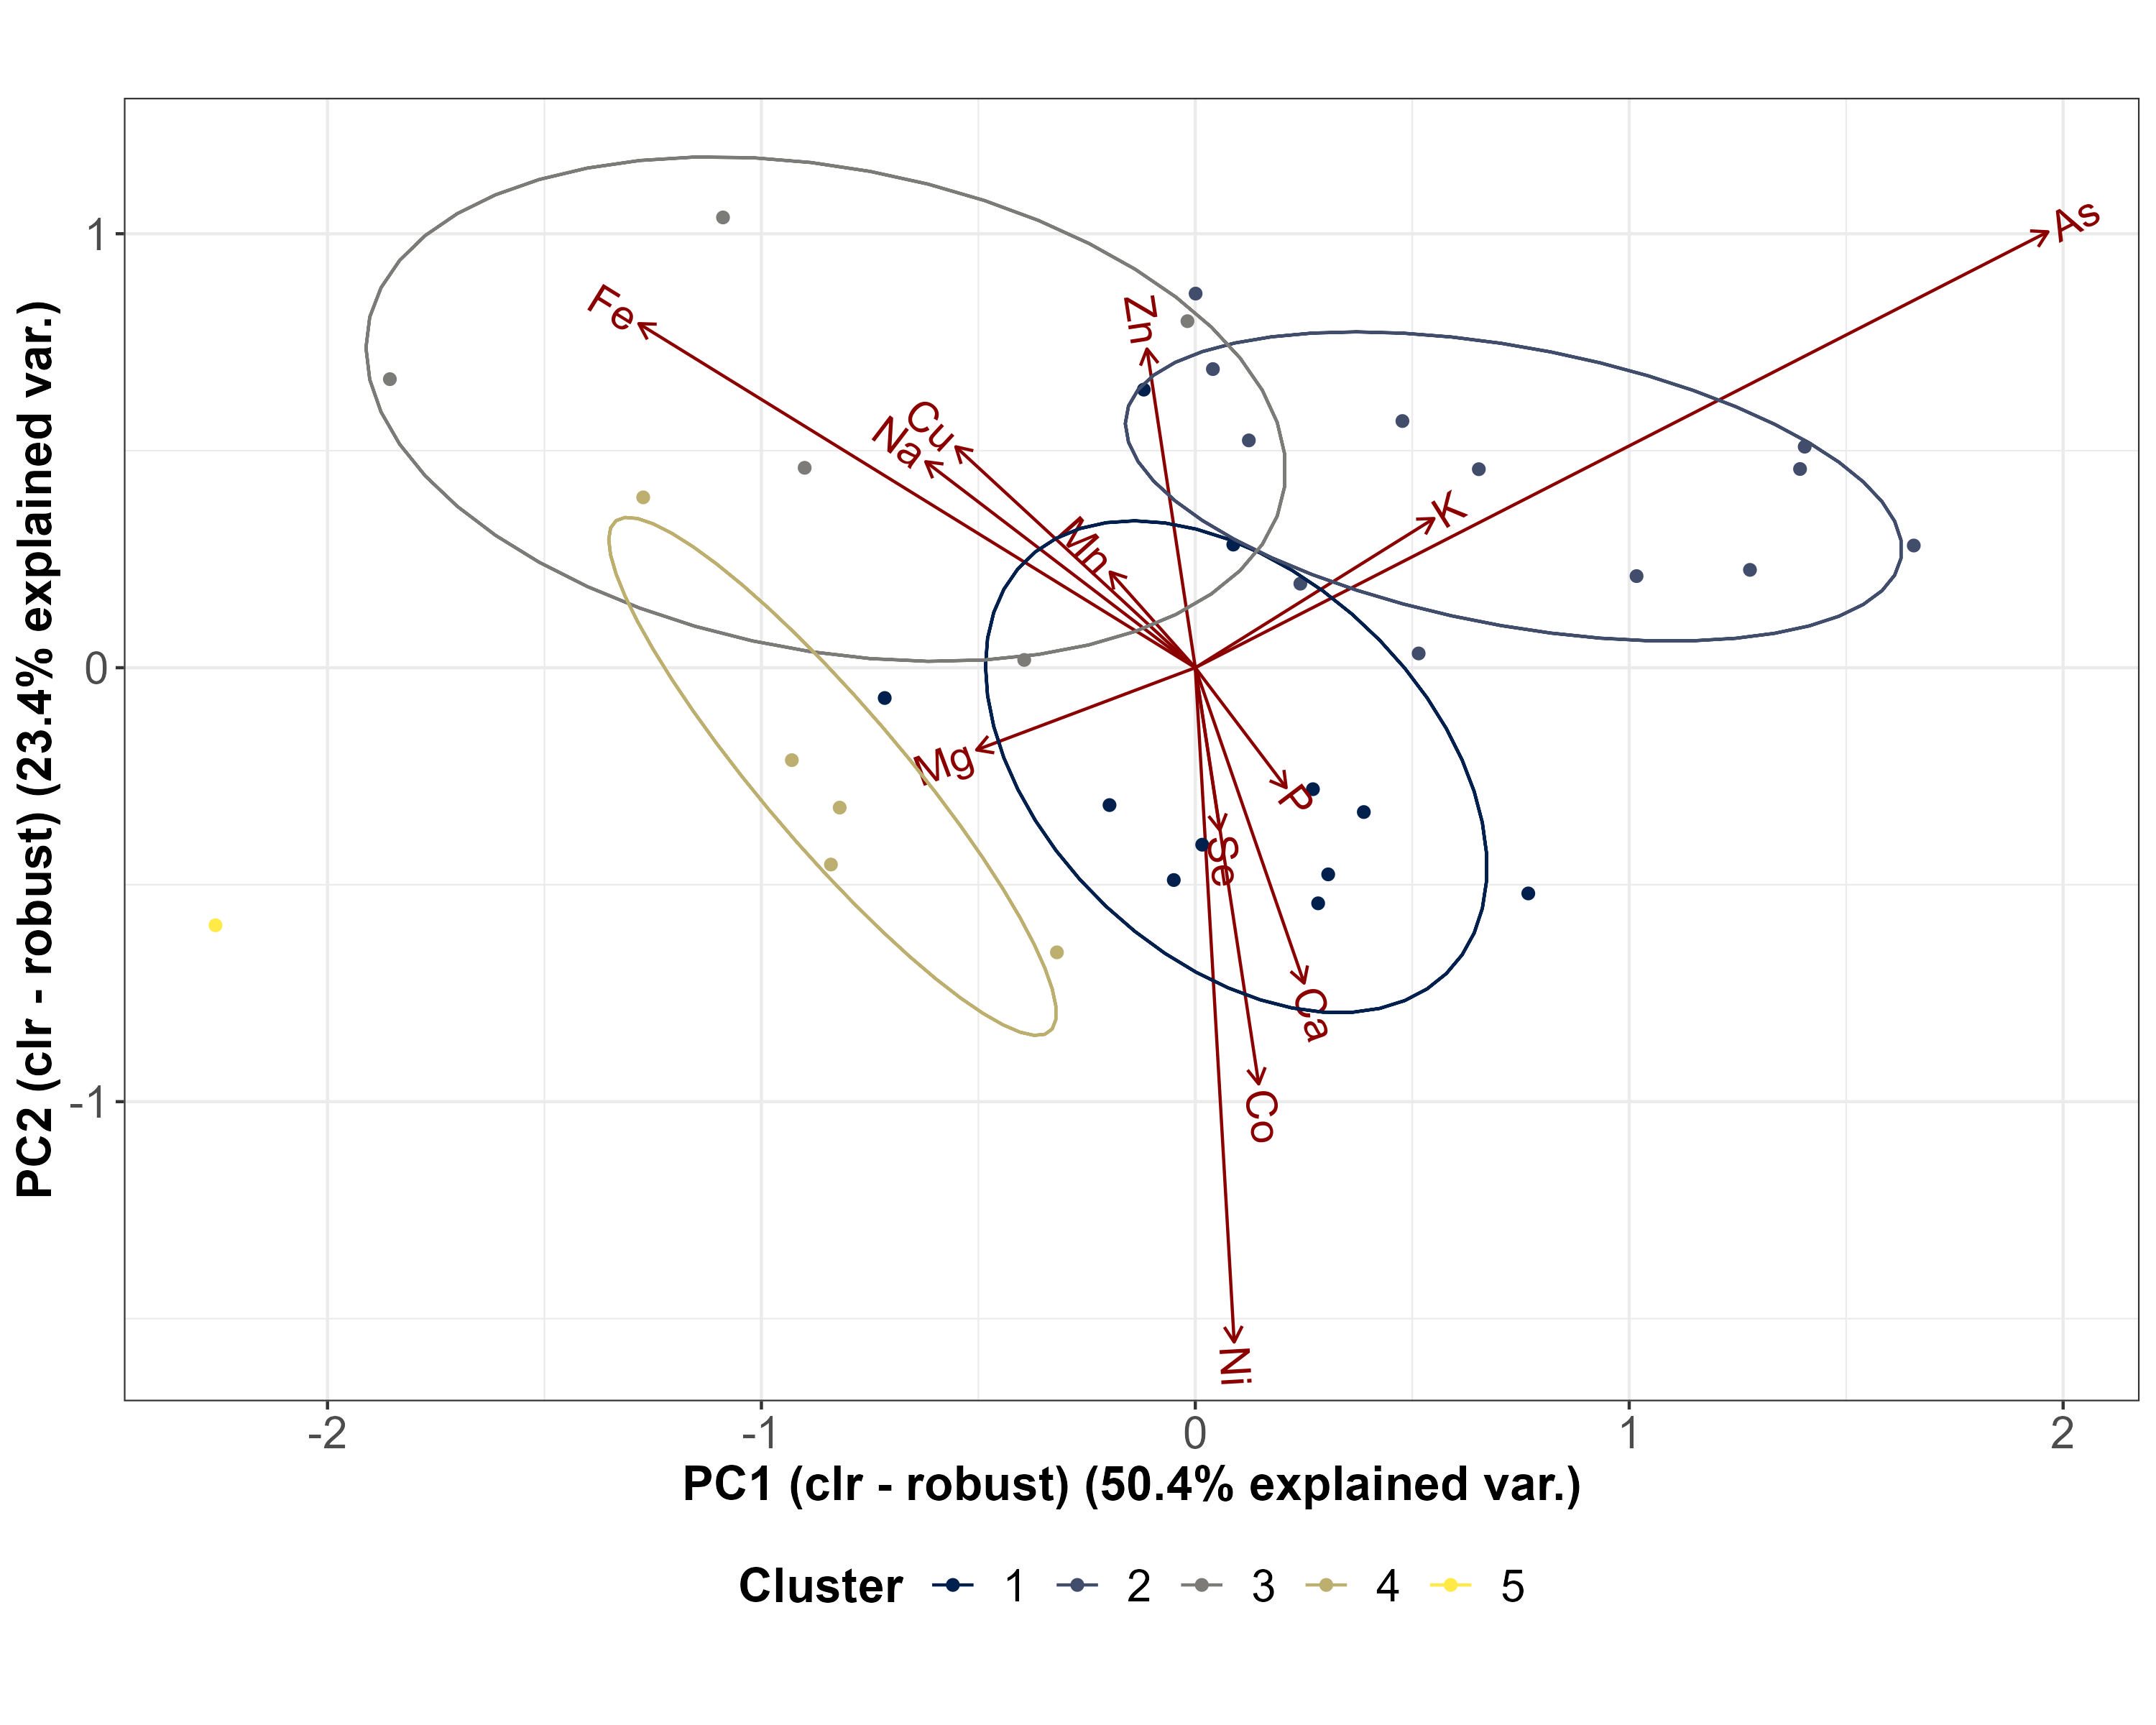 PC2 (clr - robust) (23.4% explained var.)
1
0
-1
As
Fe
Zn
Cu
Na
K
Mn
Mg
P
Se
Ca
Co
Ni
-2
-1
0
1
2
PC1 (clr - robust) (50.4% explained var.)
Cluster 1 2 3 4 5